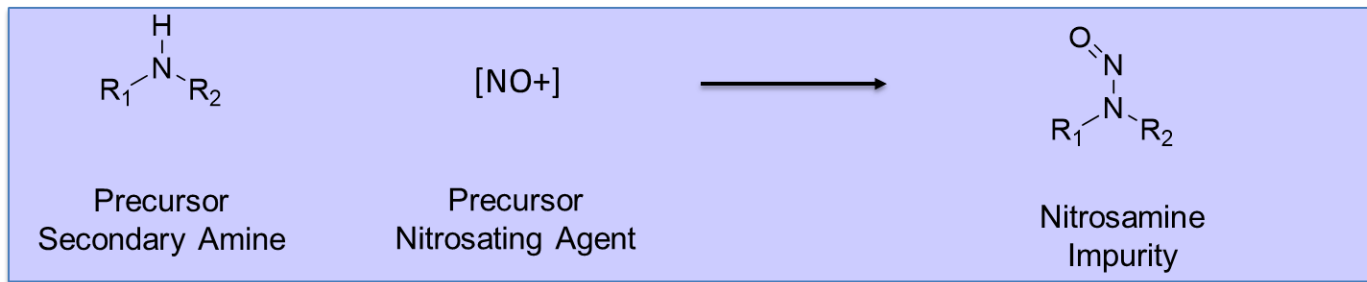 H
N
R1 R2
[NO+]
O
N
N
R1 R2
Precursor
Secondary Amine
Precursor
Nitrosating Agent
Nitrosamine
Impurity